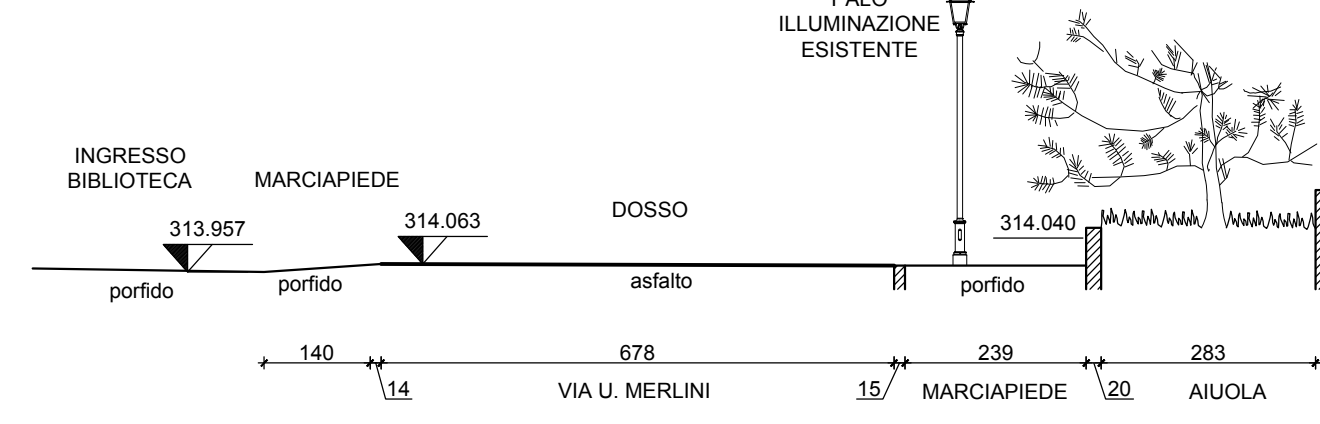 PALO
ILLUMINAZIONE
ESISTENTE
INGRESSO
BIBLIOTECA
MARCIAPIEDE
313.957
314.063
DOSSO
314.040
porfido
porfido
asfalto
porfido
140
678
239
283
14
VIA U. MERLINI
15
MARCIAPIEDE
20
AIUOLA